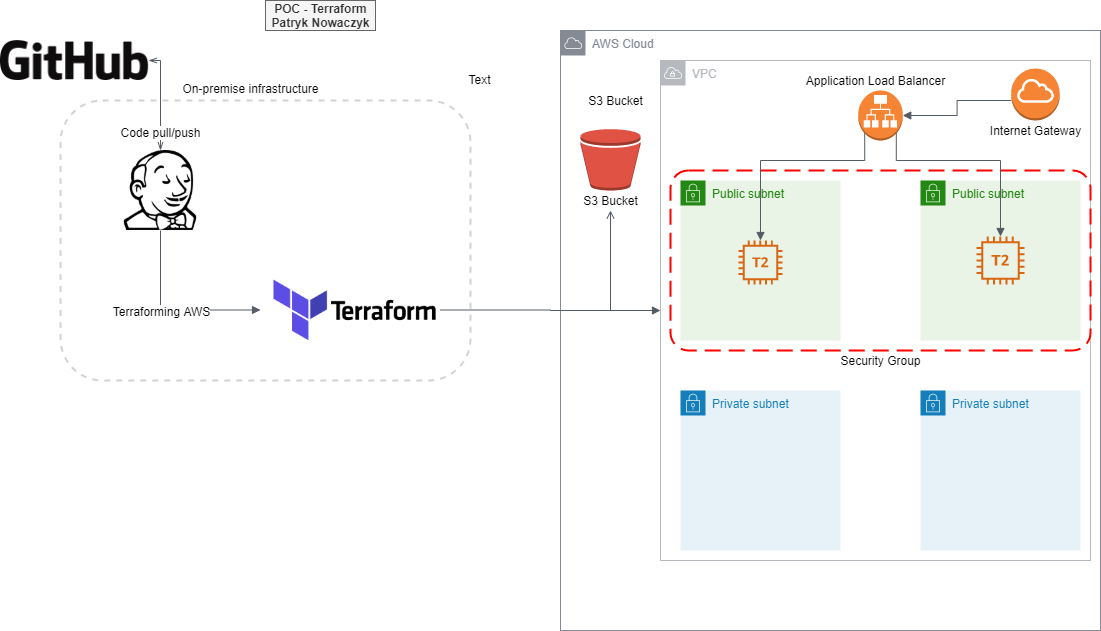 POC - Terraform
Patryk Nowaczyk
GitHub
On-premise infrastructure
Text
Code pull/push
Terraforming AWS
Terraform
AWS Cloud
S3 Bucket
S3 Bucket
VPC
Application Load Balancer
Internet Gateway
Public subnet
Public subnet
T2
T2
Security Group
Private subnet
Private subnet